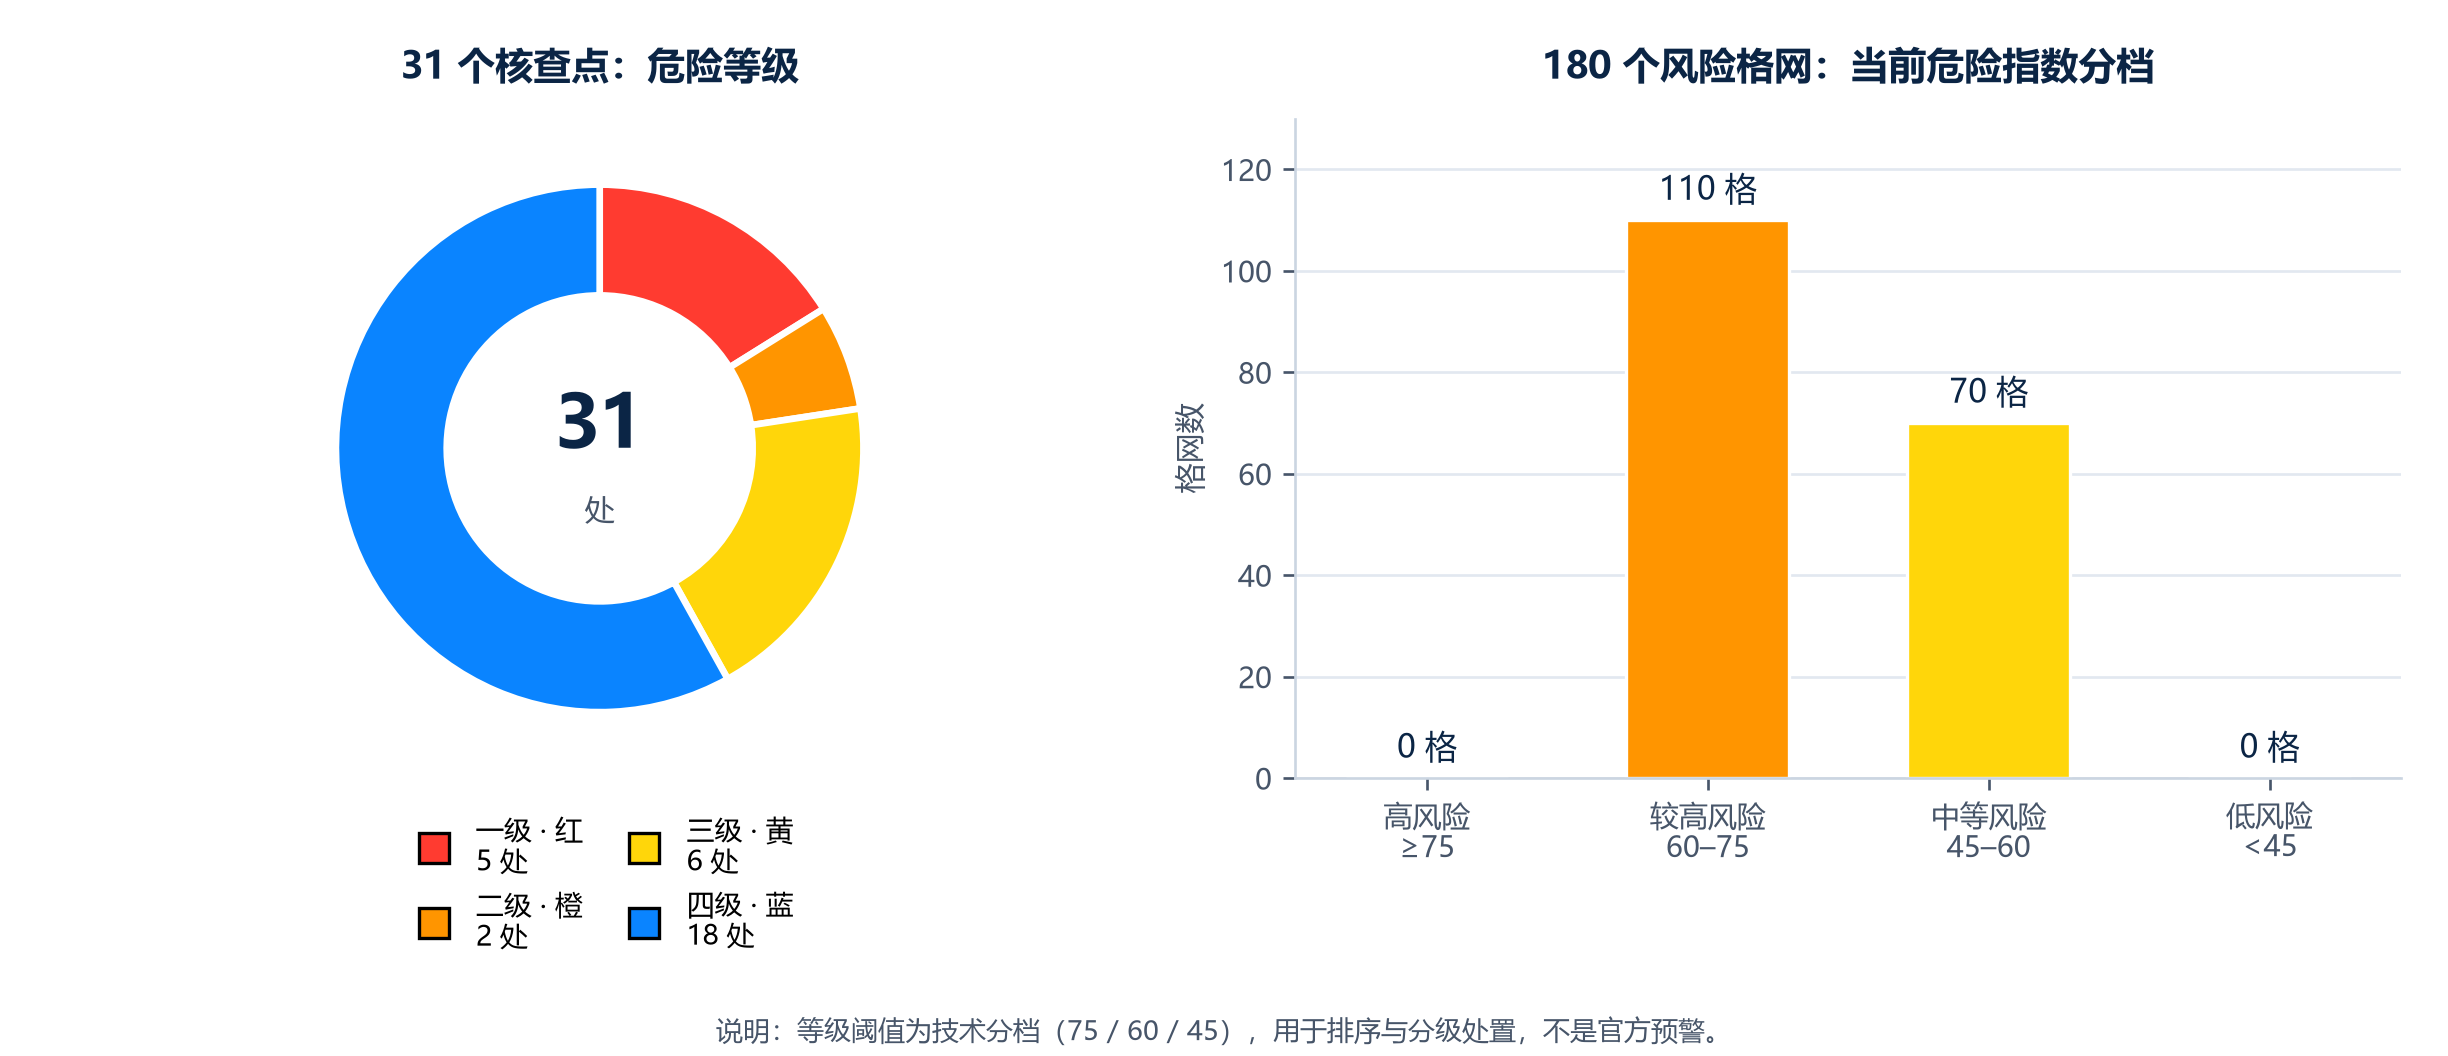 31 个核查点：危险等级
31
处
一级 · 红
5 处
二级 · 橙
2 处
三级 · 黄
6 处
四级 · 蓝
18 处
180 个风险格网：当前危险指数分档
格网数
120
100
80
60
40
20
0
0 格
110 格
70 格
0 格
高风险
≥75
较高风险
60–75
中等风险
45–60
低风险
<45
说明：等级阈值为技术分档（75 / 60 / 45），用于排序与分级处置，不是官方预警。